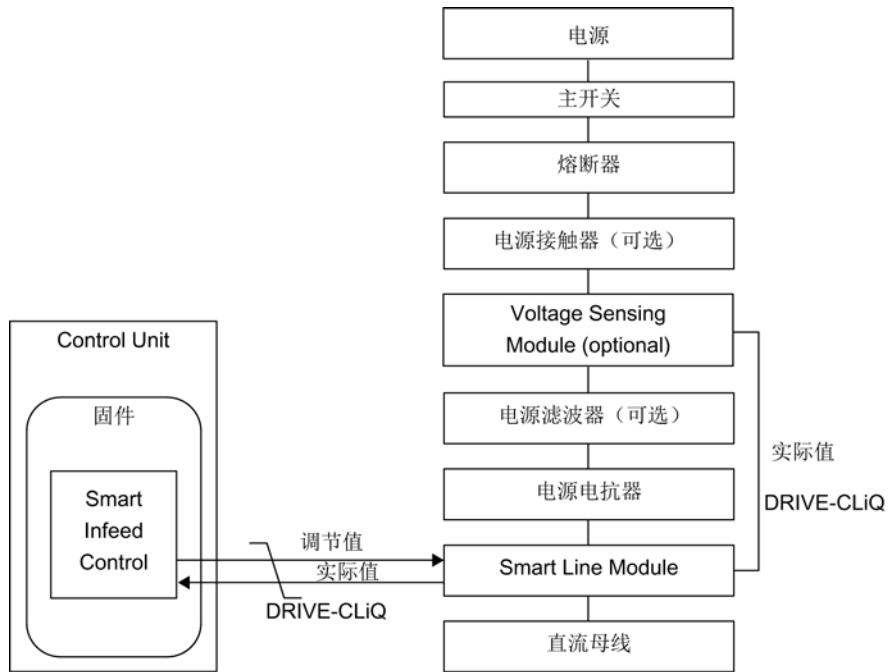 电源
主开关
熔断器
电源接触器（可选）
Voltage Sensing
Module (optional)
电源滤波器（可选）
电源电抗器
Smart Line Module
直流母线
实际值
DRIVE-CLiQ
Control Unit
固件
Smart
Infeed
Control
调节值
实际值
DRIVE-CLiQ